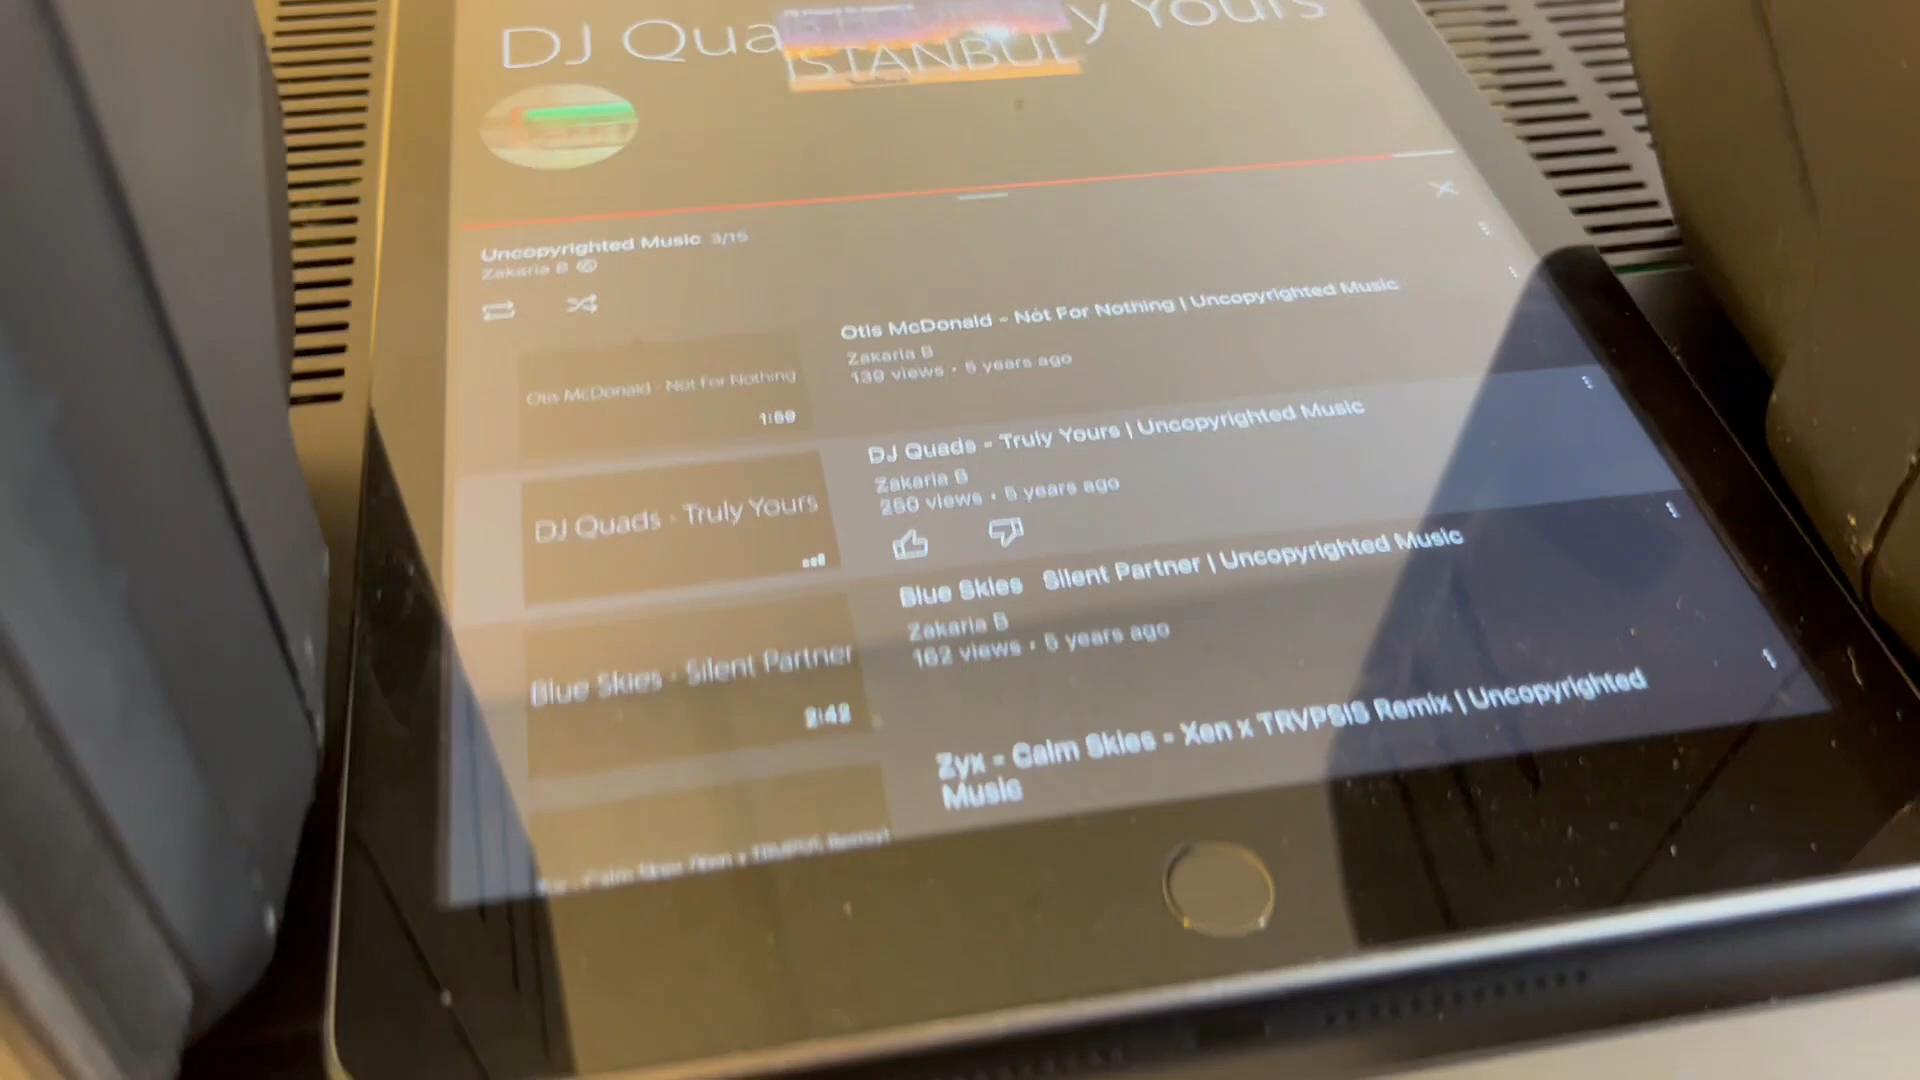 DJ Qua y Yours
ISTANBUL
Uncopyrighted Music 3/15
Zakaria B
Otis McDonald - Not For Nothing | Uncopyrighted Music
Zakaria B
139 views • 5 years ago
Otis McDonald - Not For Nothing
DJ Quads - Truly Yours | Uncopyrighted Music
Zakaria B
250 views • 5 years ago
DJ Quads - Truly Yours
Blue Skies Silent Partner | Uncopyrighted Music
Zakaria B
162 views • 5 years ago
Blue Skies - Silent Partner
2:42
Zyx - Calm Skies - Xen x TRVPSIS Remix | Uncopyrighted
Music